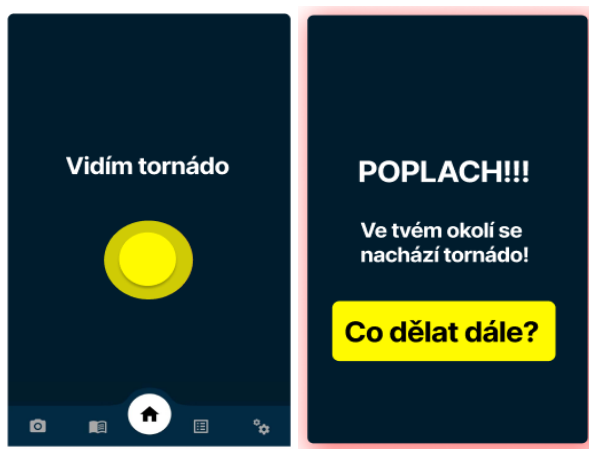 Vidím tornádo
POPLACH!!!
Ve tvém okolí se
nachází tornádo!
Co dělat dále?